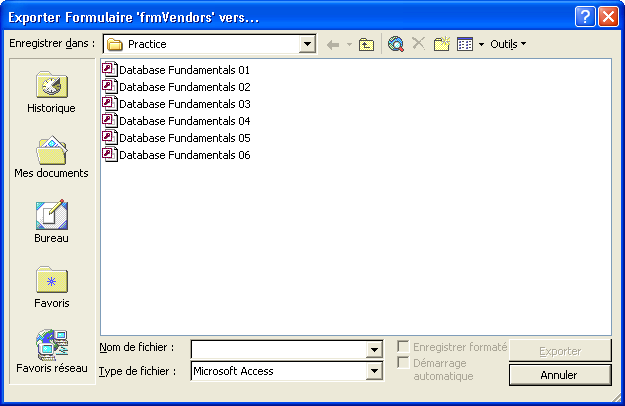 Exporter Formulaire 'frmVendors' vers...
Enregistrer dans :
Practice
Outils
Database Fundamentals 01
Database Fundamentals 02
Database Fundamentals 03
Database Fundamentals 04
Database Fundamentals 05
Database Fundamentals 06
Historique
Mes documents
Bureau
Favoris
Favoris réseau
Nom de fichier :
Enregistrer formaté
Exporter
Type de fichier :
Microsoft Access
Démarrage
automatique
Annuler